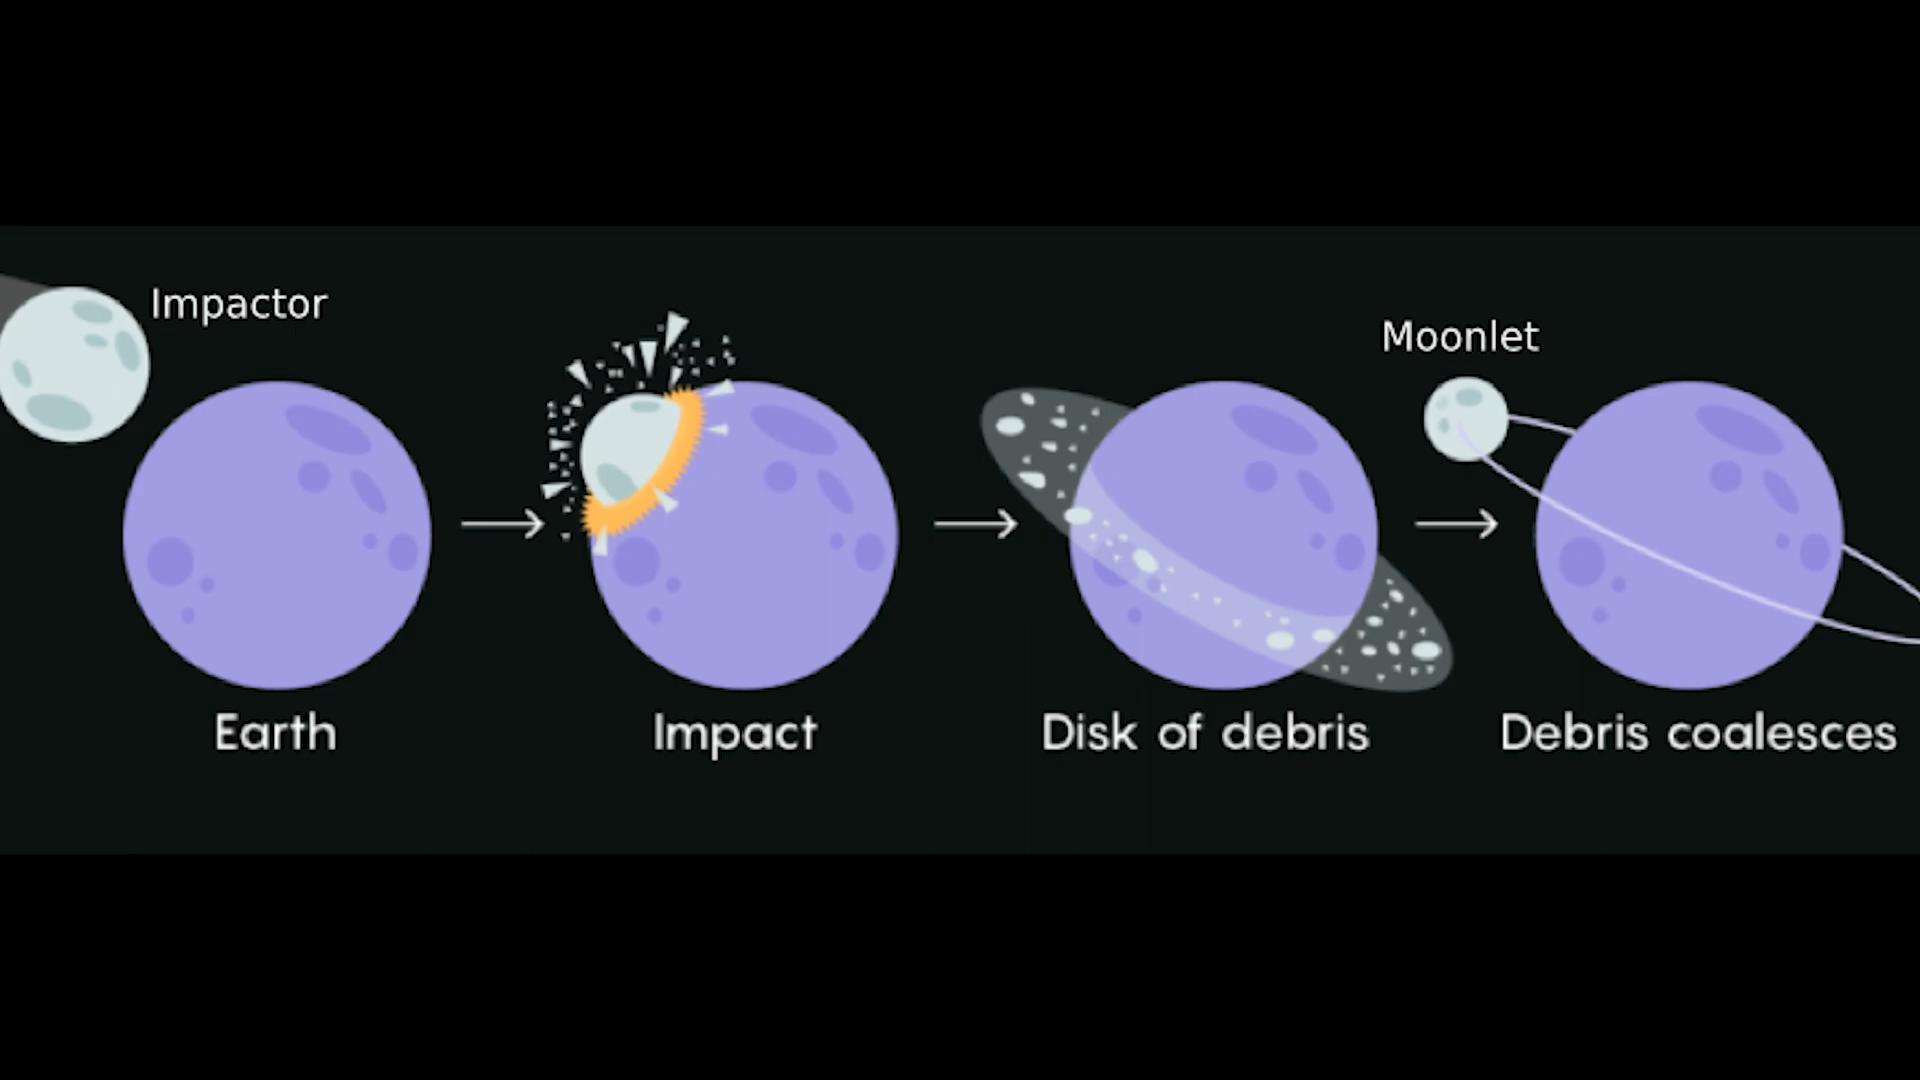 Impactor
Moonlet
Earth
Impact
Disk of debris
Debris coalesces